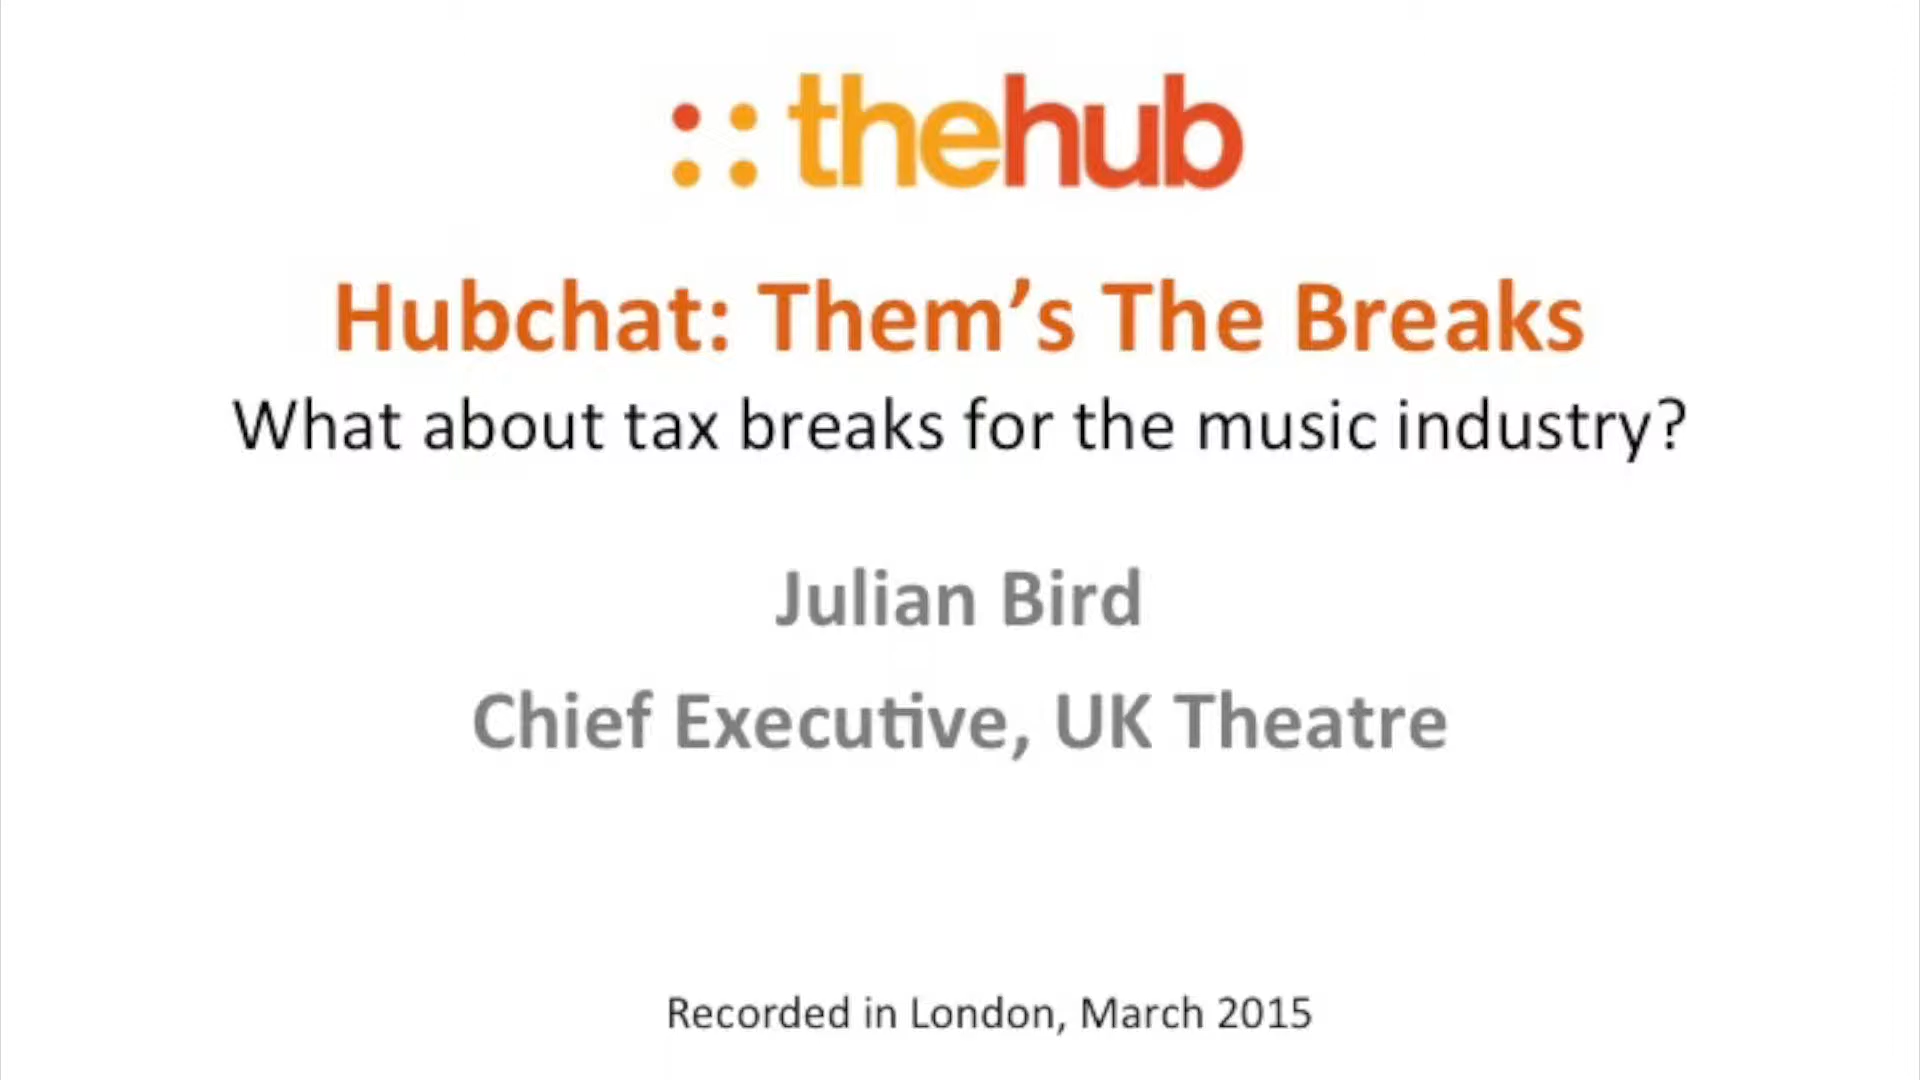 thehub
Hubchat: Them’s The Breaks
What about tax breaks for the music industry?
Julian Bird
Chief Executive, UK Theatre
Recorded in London, March 2015